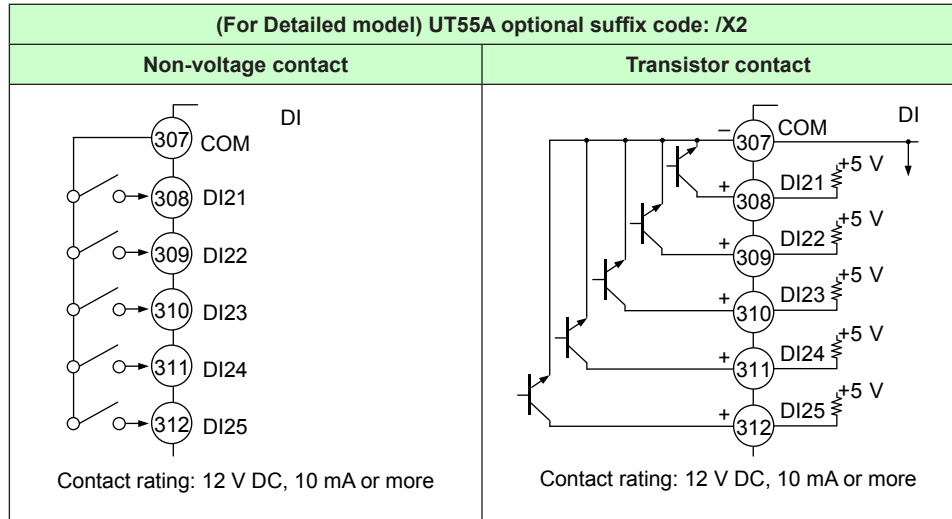 (For Detailed model) UT55A optional suffix code: /X2
Non-voltage contact
Transistor contact
DI
307
COM
308
DI21
309
DI22
310
DI23
311
DI24
312
DI25
Contact rating: 12 V DC, 10 mA or more
–
307
COM
DI
+
308
DI21
+5 V
+
309
DI22
+5 V
+
310
DI23
+5 V
+
311
DI24
+5 V
+
312
DI25
+5 V
Contact rating: 12 V DC, 10 mA or more